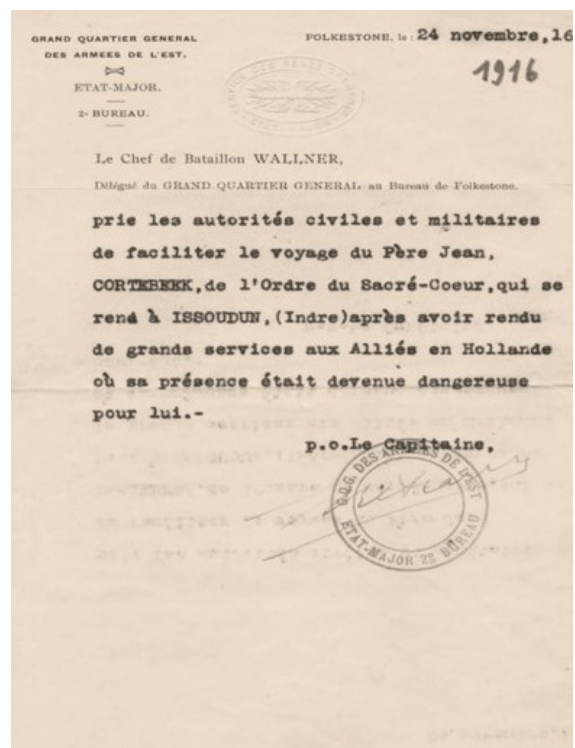 GRAND QUARTIER GENERAL
DES ARMEES DE L'EST.
ETAT-MAJOR.
2e BUREAU.
FOLKESTONE, le : 24 novembre,16
1916
Le Chef de Bataillon WALLNER,
Délégué du GRAND QUARTIER GENERAL au Bureau de Folkestone.
prie les autorités civiles et militaires
de faciliter le voyage du Père Jean,
CORTEBEEK,de l'Ordre du Sacré-Coeur,qui se
rend à ISSOUDUN,(Indre)après avoir rendu
de grands services aux Alliés en Hollande
où sa présence était devenue dangereuse
pour lui.-
p.o.Le Capitaine,
G.Q.G. DES ARMÉES DE L'EST
ETAT-MAJOR 2e BUREAU